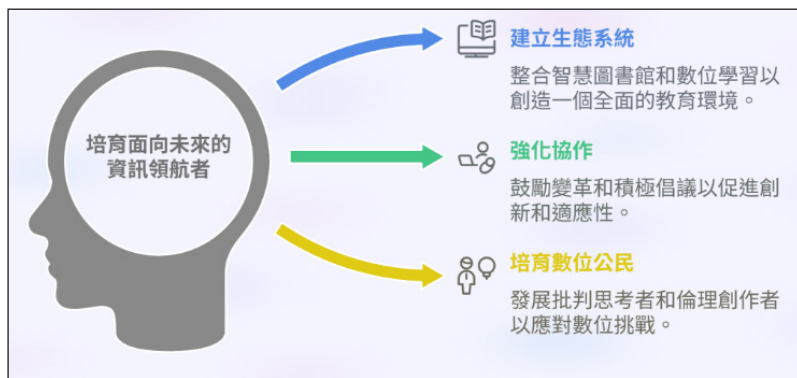 培育面向未來的
資訊領航者
建立生態系統
整合智慧圖書館和數位學習以
創造一個全面的教育環境。
強化協作
鼓勵變革和積極倡議以促進創
新和適應性。
培育數位公民
發展批判思考者和倫理創作者
以應對數位挑戰。